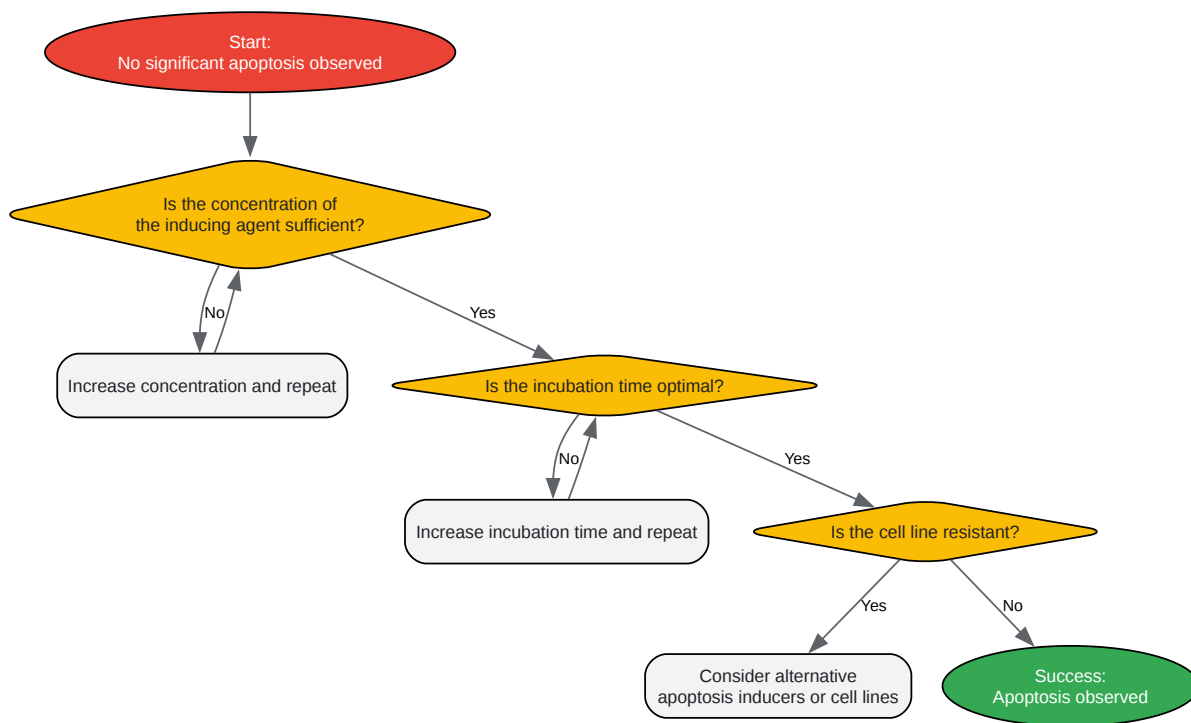 Start:
No significant apoptosis observed
Is the concentration of
the inducing agent sufficient?
No
Yes
Increase concentration and repeat
Is the incubation time optimal?
No
Yes
Increase incubation time and repeat
Is the cell line resistant?
Yes
No
Consider alternative
apoptosis inducers or cell lines
Success:
Apoptosis observed